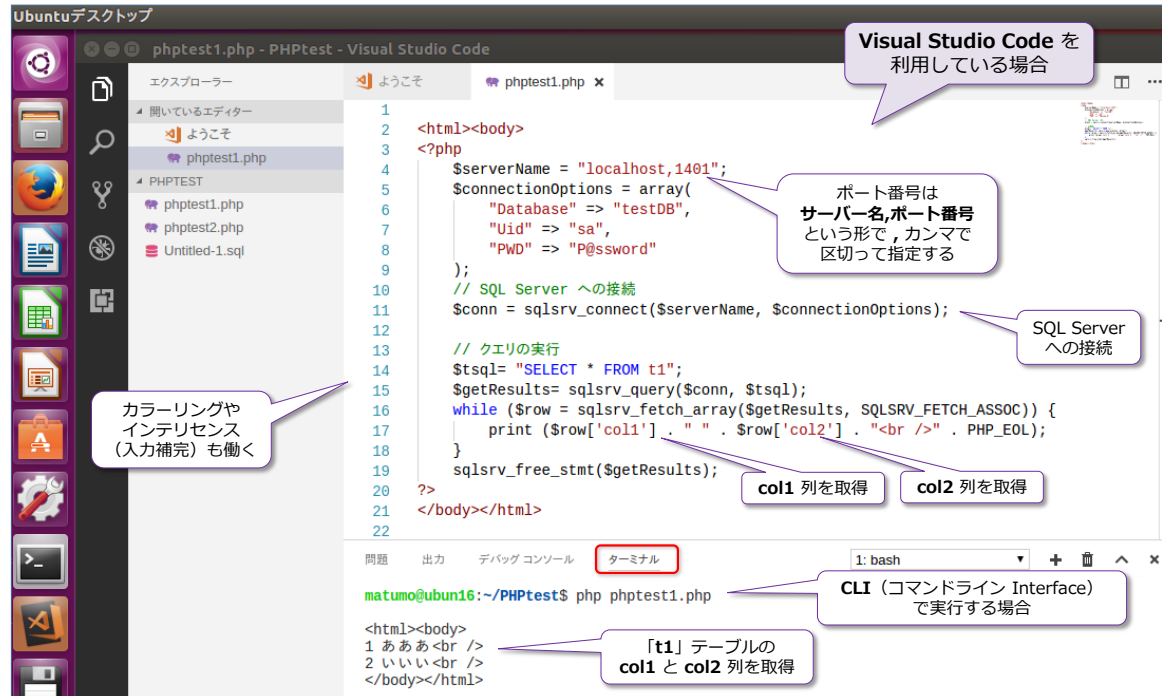 Ubuntuデスクトップ
phptest1.php - PHPtest - Visual Studio Code
Visual Studio Code を
利用している場合
エクスプローラー
開いているエディター
ようこそ
phptest1.php
PHPTEST
phptest1.php
phptest2.php
Untitled-1.sql
ようこそ
phptest1.php ×
1
2 <html><body>
3 <?php
4 $serverName = "localhost,1401";
5 $connectionOptions = array(
6 "Database" => "testDB",
7 "Uid" => "sa",
8 "PWD" => "P@ssword"
9 );
10 // SQL Server への接続
11 $conn = sqlsrv_connect($serverName, $connectionOptions);
12
13 // クエリの実行
14 $tsql= "SELECT * FROM t1";
15 $getResults= sqlsrv_query($conn, $tsql);
16 while ($row = sqlsrv_fetch_array($getResults, SQLSRV_FETCH_ASSOC)) {
17 print ($row['col1'] . " " . $row['col2'] . "<br />" . PHP_EOL);
18 }
19 sqlsrv_free_stmt($getResults);
20 ?>
21 </body></html>
22
ポート番号は
サーバー名,ポート番号
という形で , カンマで
区切って指定する
SQL Server
への接続
カラーリングや
インテリセンス
（入力補完）も働く
col1 列を取得
col2 列を取得
問題 出力 デバッグ コンソール ターミナル 1: bash
matumo@ubun16:~/PHPtest$ php phptest1.php
CLI（コマンドライン Interface）
で実行する場合
<html><body>
1 あああ<br />
2 いいい<br />
</body></html>
「t1」テーブルの
col1 と col2 列を取得